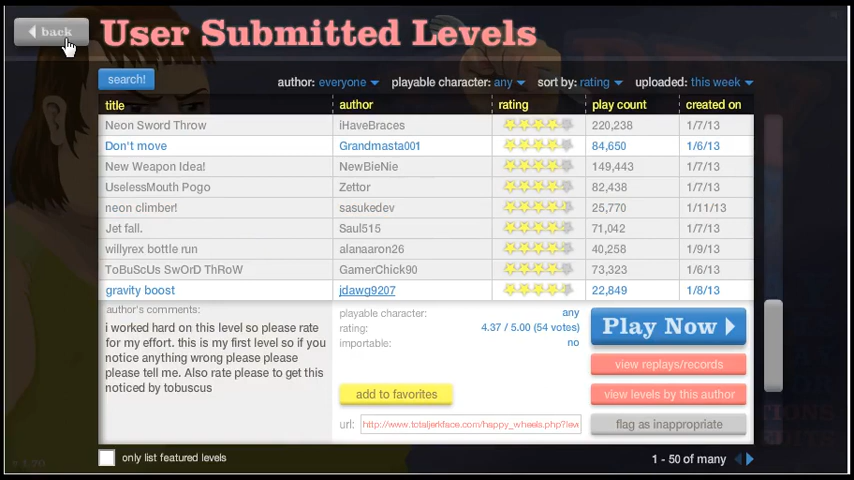 back
User Submitted Levels
search!
author: everyone playable character: any sort by: rating uploaded: this week
title author rating play count created on
Neon Sword Throw iHaveBraces 220,238 1/7/13
Don't move Grandmasta001 84,650 1/6/13
New Weapon Idea! NewBieNie 149,443 1/7/13
UselessMouth Pogo Zettor 82,438 1/7/13
neon climber! sasukedev 25,770 1/11/13
Jet fall. Saul515 71,042 1/7/13
willyrex bottle run alanaaron26 40,258 1/9/13
ToBuScUs SwOrD ThRoW GamerChick90 73,323 1/6/13
gravity boost jdawg9207 22,849 1/8/13
author's comments:
i worked hard on this level so please rate
for my effort. this is my first level so if you
notice anything wrong please please
please tell me. Also rate please to get this
noticed by tobuscus
playable character: any
rating: 4.37 / 5.00 (54 votes)
importable: no
add to favorites
url: http://www.totaljerkface.com/happy_wheels.php?lev
Play Now
view replays/records
view levels by this author
flag as inappropriate
only list featured levels
1 - 50 of many